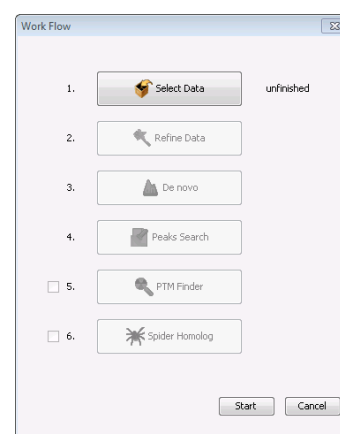 Work Flow
1. Select Data unfinished
2. Refine Data
3. De novo
4. Peaks Search
5. PTM Finder
6. Spider Homolog
Start Cancel